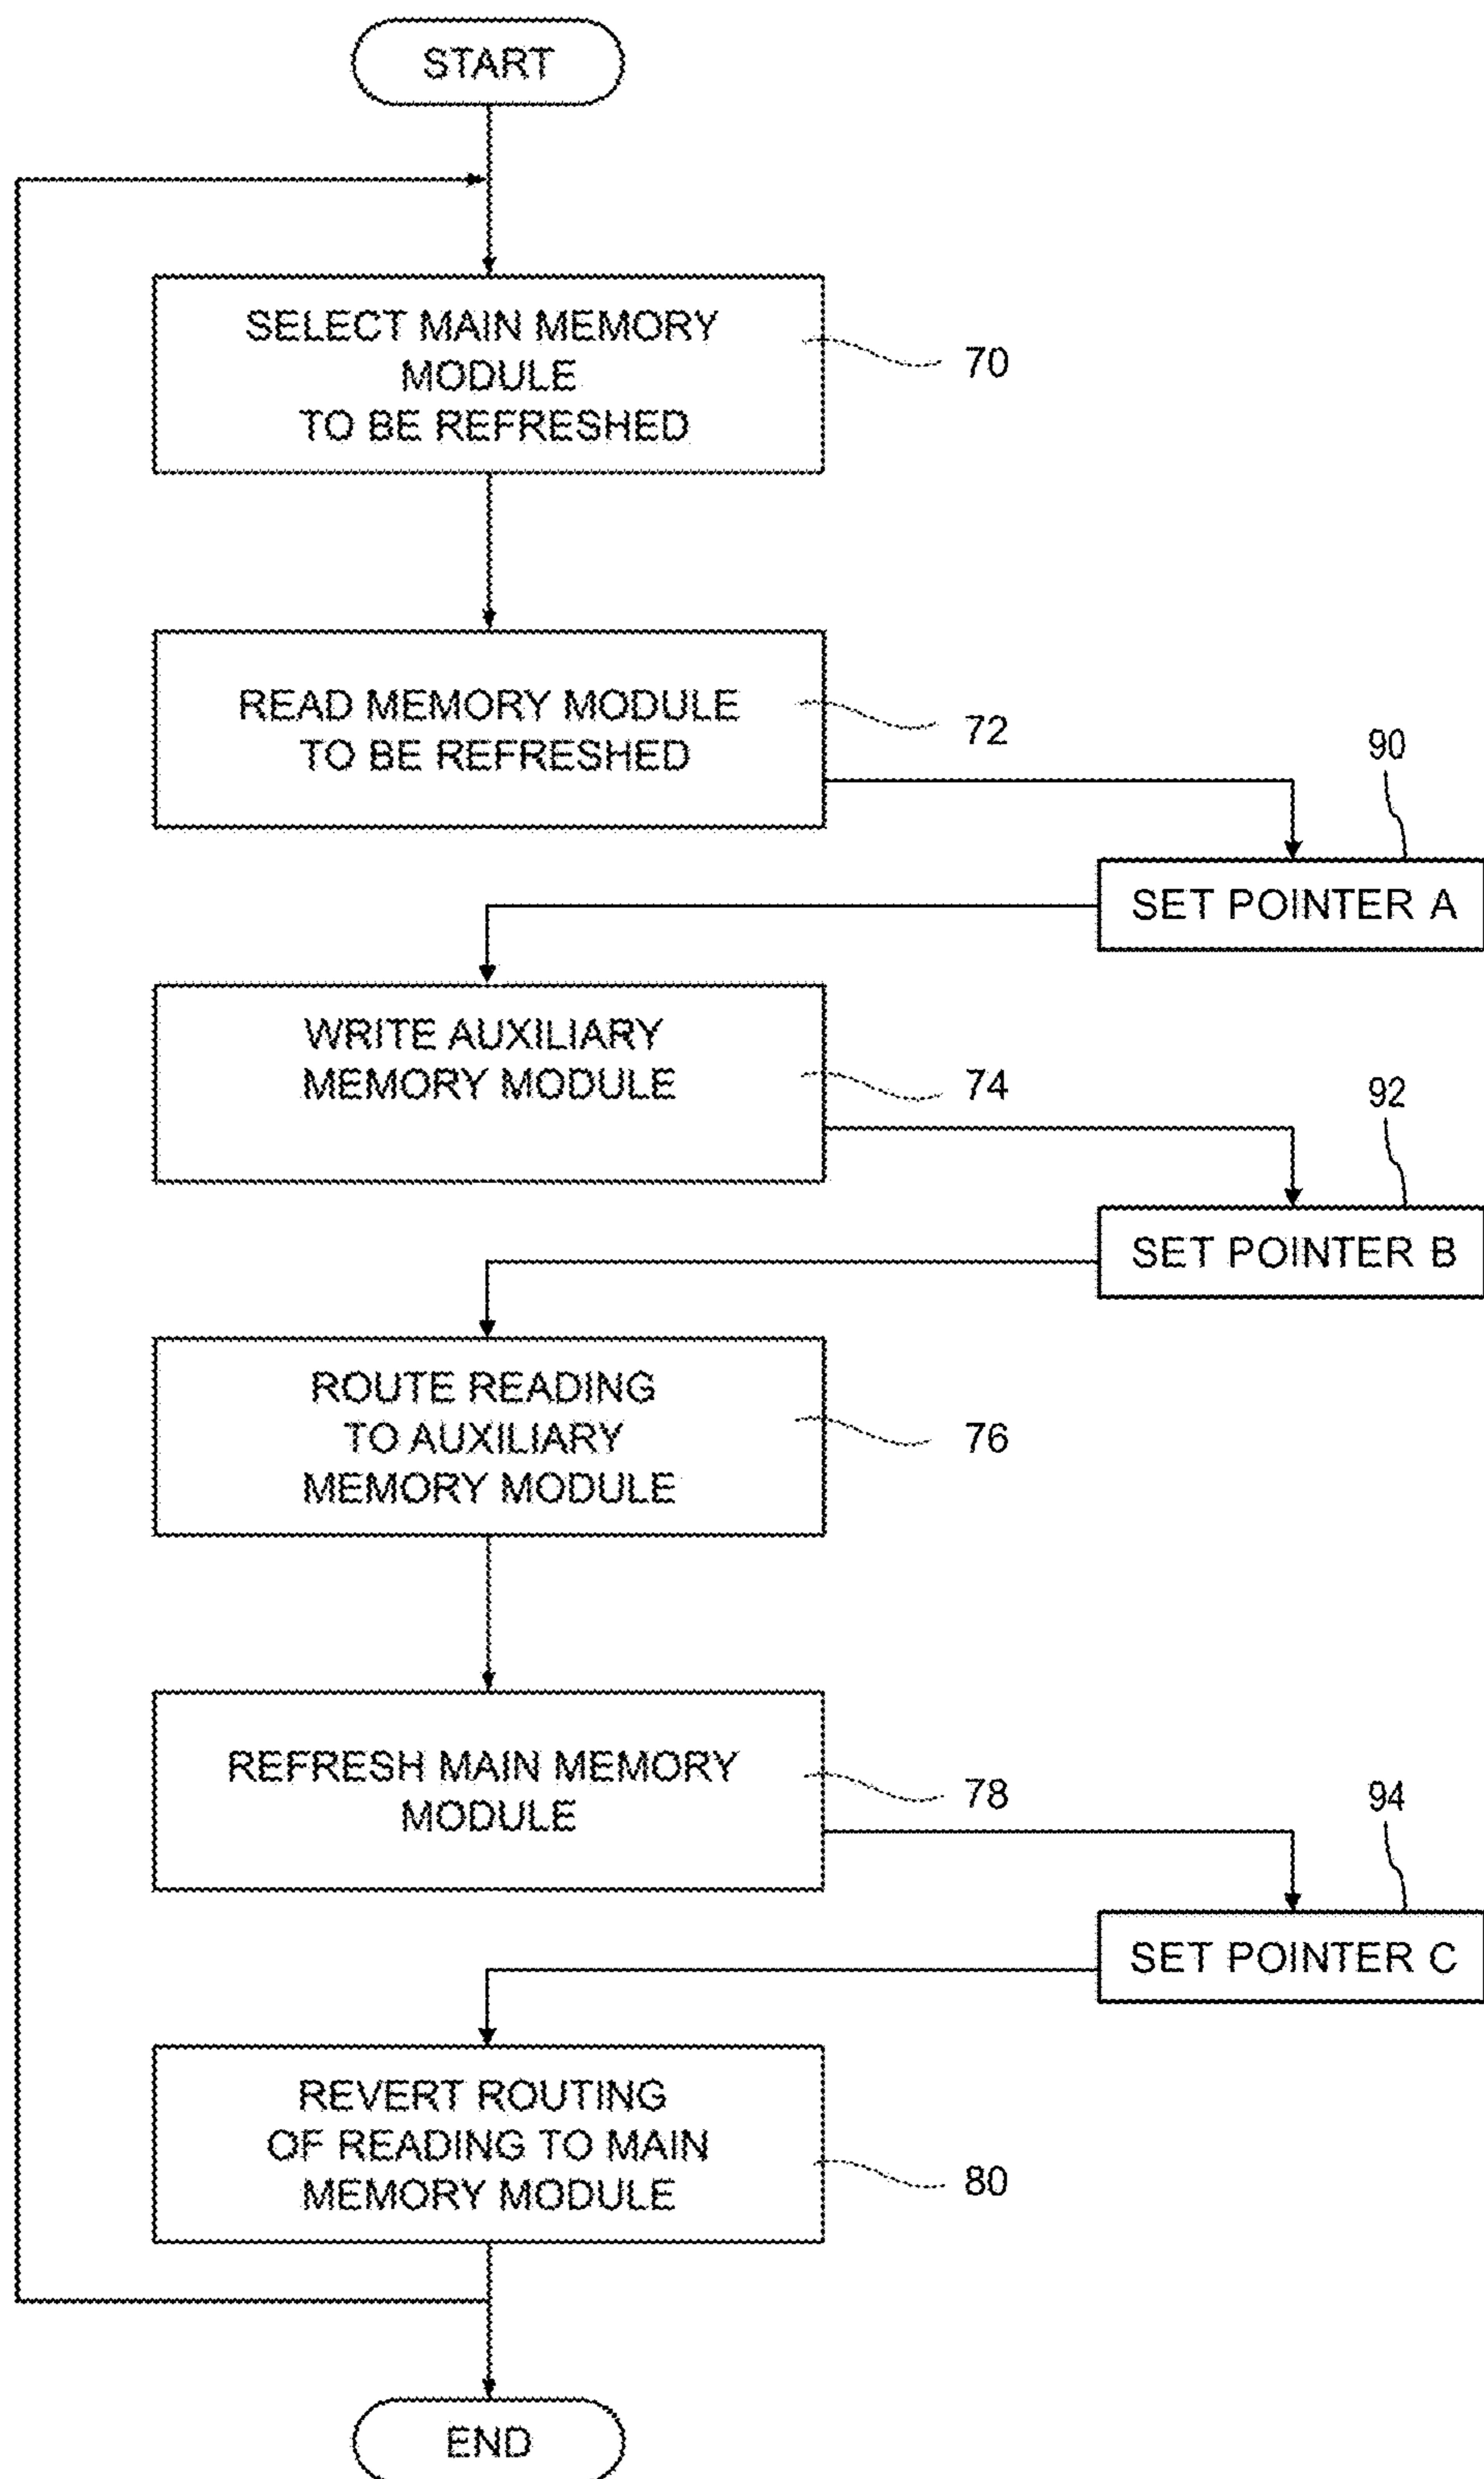 START
SELECT MAIN MEMORY
MODULE
TO BE REFRESHED
70
READ MEMORY MODULE
TO BE REFRESHED
72
90
SET POINTER A
WRITE AUXILIARY
MEMORY MODULE
74
92
SET POINTER B
ROUTE READING
TO AUXILIARY
MEMORY MODULE
76
REFRESH MAIN MEMORY
MODULE
78
94
SET POINTER C
REVERT ROUTING
OF READING TO MAIN
MEMORY MODULE
80
END